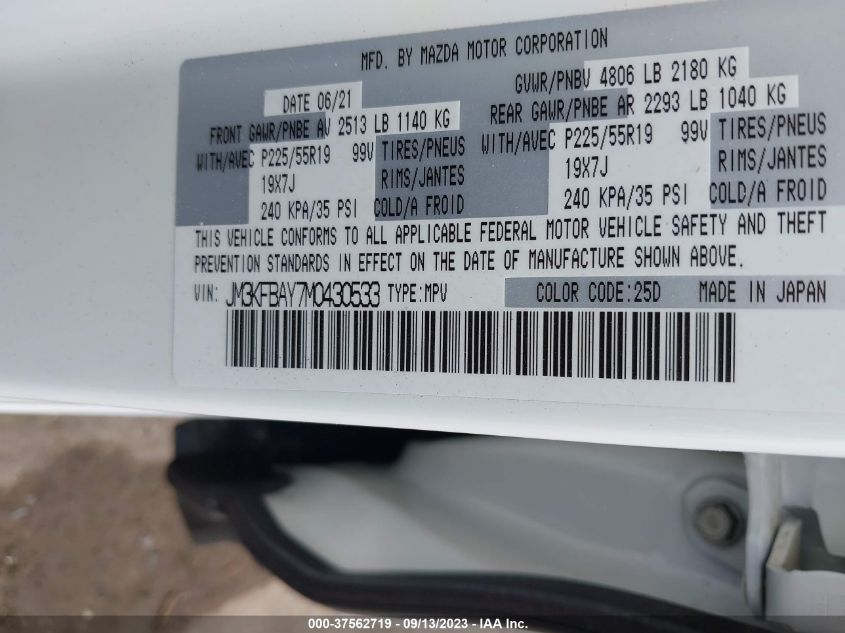 MFD. BY MAZDA MOTOR CORPORATION
DATE 06/21 GVWR/PNBV 4806 LB 2180 KG
FRONT GAWR/PNBE AV 2513 LB 1140 KG REAR GAWR/PNBE AR 2293 LB 1040 KG
WITH/AVEC P225/55R19 99V TIRES/PNEUS WITH/AVEC P225/55R19 99V TIRES/PNEUS
19X7J RIMS/JANTES 19X7J RIMS/JANTES
240 KPA/35 PSI COLD/A FROID 240 KPA/35 PSI COLD/A FROID
THIS VEHICLE CONFORMS TO ALL APPLICABLE FEDERAL MOTOR VEHICLE SAFETY AND THEFT
PREVENTION STANDARDS IN EFFECT ON THE DATE OF MANUFACTURE SHOWN ABOVE.
VIN: JM3KFBAY7M0430533 TYPE:MPV COLOR CODE:25D MADE IN JAPAN
000-37562719 - 09/13/2023 - IAA Inc.